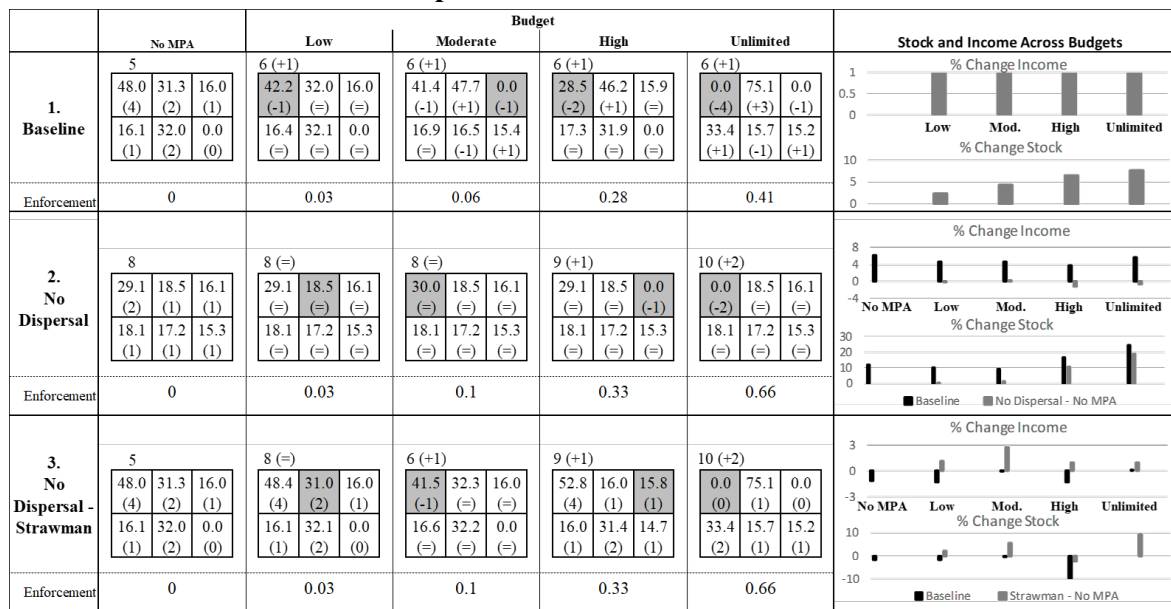 Budget
No MPA Low Moderate High Unlimited Stock and Income Across Budgets
1. Baseline
5 6 (+1) 6 (+1) 6 (+1) 6 (+1)
48.0 31.3 16.0 42.2 32.0 16.0 41.4 47.7 0.0 28.5 46.2 15.9 0.0 75.1 0.0
(4) (2) (1) (-1) (=) (=) (-1) (+1) (-1) (-2) (+1) (=) (-4) (+3) (-1)
16.1 32.0 0.0 16.4 32.1 0.0 16.9 16.5 15.4 17.3 31.9 0.0 33.4 15.7 15.2
(1) (2) (0) (=) (=) (=) (=) (-1) (+1) (=) (=) (=) (+1) (-1) (+1)
Enforcement 0 0.03 0.06 0.28 0.41
% Change Income
1
0.5
0
Low Mod. High Unlimited
% Change Stock
10
5
0
2. No Dispersal
8 8 (=) 8 (=) 9 (+1) 10 (+2)
29.1 18.5 16.1 29.1 18.5 16.1 30.0 18.5 16.1 29.1 18.5 0.0 0.0 18.5 16.1
(2) (1) (1) (=) (=) (=) (=) (=) (=) (=) (=) (-1) (-2) (=) (=)
18.1 17.2 15.3 18.1 17.2 15.3 18.1 17.2 15.3 18.1 17.2 15.3 18.1 17.2 15.3
(1) (1) (1) (=) (=) (=) (=) (=) (=) (=) (=) (=) (=) (=) (=)
Enforcement 0 0.03 0.1 0.33 0.66
% Change Income
8
4
0
-4
No MPA Low Mod. High Unlimited
% Change Stock
30
20
10
0
Baseline No Dispersal - No MPA
3. No Dispersal - Strawman
5 8 (=) 6 (+1) 9 (+1) 10 (+2)
48.0 31.3 16.0 48.4 31.0 16.0 41.5 32.3 16.0 52.8 16.0 15.8 0.0 75.1 0.0
(4) (2) (1) (4) (2) (1) (-1) (=) (=) (4) (1) (1) (0) (1) (0)
16.1 32.0 0.0 16.1 32.1 0.0 16.6 32.2 0.0 16.0 31.4 14.7 33.4 15.7 15.2
(1) (2) (0) (1) (2) (0) (=) (=) (=) (1) (2) (1) (2) (1) (1)
Enforcement 0 0.03 0.1 0.33 0.66
% Change Income
3
0
-3
No MPA Low Mod. High Unlimited
% Change Stock
10
0
-10
Baseline Strawman - No MPA